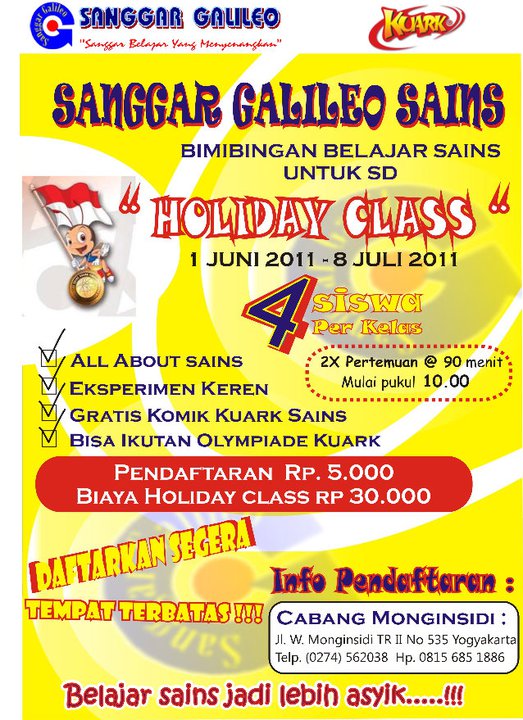 SANGGAR GALILEO
"Sanggar Belajar Yang Menyenangkan"
Sanggar Galileo
KUARK
SANGGAR GALILEO SAINS
BIMIBINGAN BELAJAR SAINS
UNTUK SD
"HOLIDAY CLASS"
1 JUNI 2011 - 8 JULI 2011
4 SISWA
PER KELAS
2X Pertemuan @ 90 menit
Mulai pukul 10.00
ALL ABOUT SAINS
EKSPERIMEN KEREN
GRATIS KOMIK KUARK SAINS
BISA IKUTAN OLYMPIADE KUARK
PENDAFTARAN RP. 5.000
BIAYA HOLIDAY CLASS RP 30.000
DAFTARKAN SEGERA
TEMPAT TERBATAS !!!
Info Pendaftaran :
CABANG MONGINSIDI :
Jl. W. Monginsidi TR II No 535 Yogyakarta
Telp. (0274) 562038 Hp. 0815 685 1886
Belajar sains jadi lebih asyik.....!!!